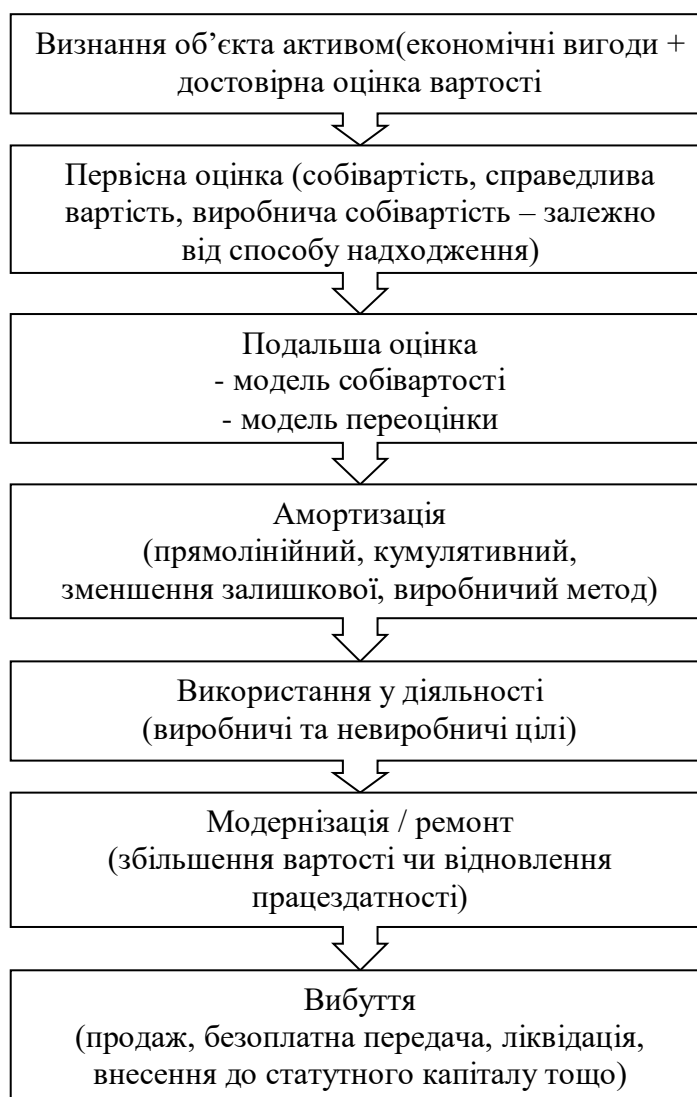 Визнання об’єкта активом(економічні вигоди +
достовірна оцінка вартості
Первісна оцінка (собівартість, справедлива
вартість, виробнича собівартість – залежно
від способу надходження)
Подальша оцінка
- модель собівартості
- модель переоцінки
Амортизація
(прямолінійний, кумулятивний,
зменшення залишкової, виробничий метод)
Використання у діяльності
(виробничі та невиробничі цілі)
Модернізація / ремонт
(збільшення вартості чи відновлення
працездатності)
Вибуття
(продаж, безоплатна передача, ліквідація,
внесення до статутного капіталу тощо)